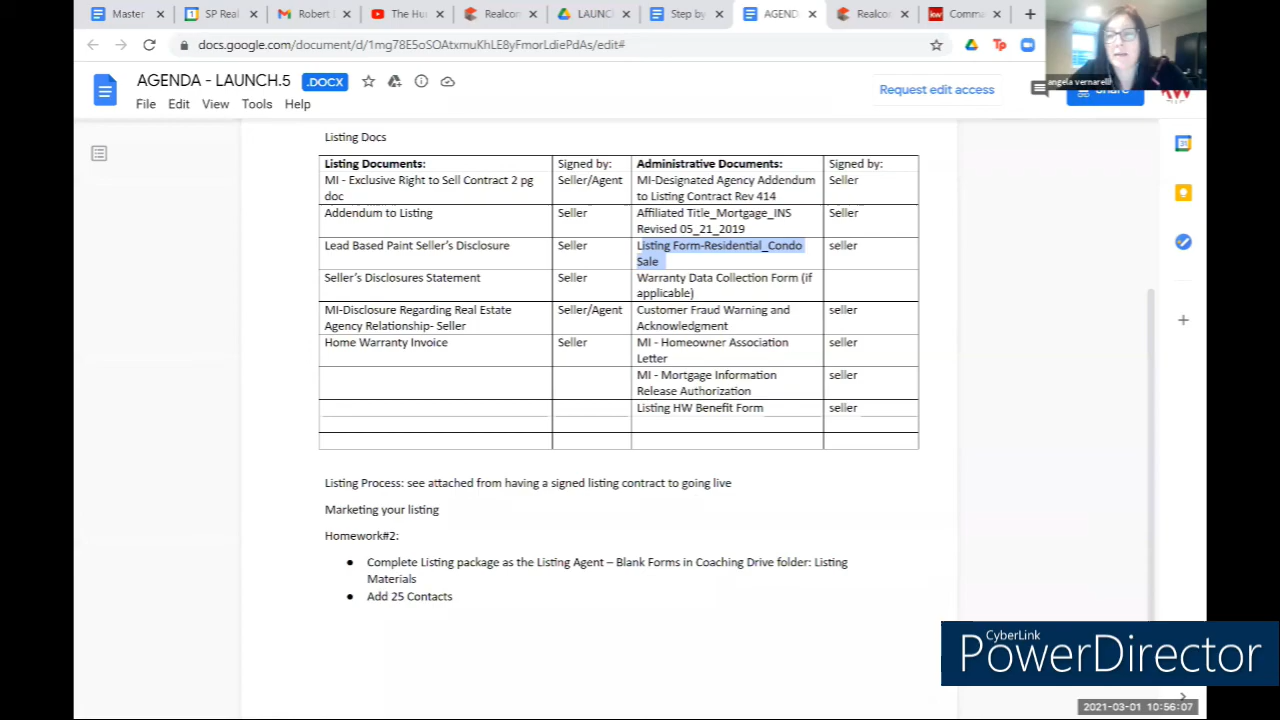 Master
SP Real
Robert
The Hu
Realco
LAUNC
Step by
AGEND
Realco
Comm
docs.google.com/document/d/1mg78E5oSOAtxmuKhLE8yFmorLdiePdAs/edit#
Tp
AGENDA - LAUNCH.5 .DOCX
Request edit access
angela vernarelli
File Edit View Tools Help
Listing Docs
Listing Documents: Signed by: Administrative Documents: Signed by:
MI - Exclusive Right to Sell Contract 2 pg Seller/Agent MI-Designated Agency Addendum Seller
doc to Listing Contract Rev 414
Addendum to Listing Seller Affiliated Title_Mortgage_INS Seller
Revised 05_21_2019
Lead Based Paint Seller's Disclosure Seller Listing Form-Residential_Condo seller
Sale
Seller's Disclosures Statement Seller Warranty Data Collection Form (if
applicable)
MI-Disclosure Regarding Real Estate Seller/Agent Customer Fraud Warning and seller
Agency Relationship- Seller Acknowledgment
Home Warranty Invoice Seller MI - Homeowner Association seller
Letter
MI - Mortgage Information seller
Release Authorization
Listing HW Benefit Form seller
Listing Process: see attached from having a signed listing contract to going live
Marketing your listing
Homework#2:
● Complete Listing package as the Listing Agent – Blank Forms in Coaching Drive folder: Listing
Materials
● Add 25 Contacts
CyberLink
PowerDirector
2021-03-01 10:56:07